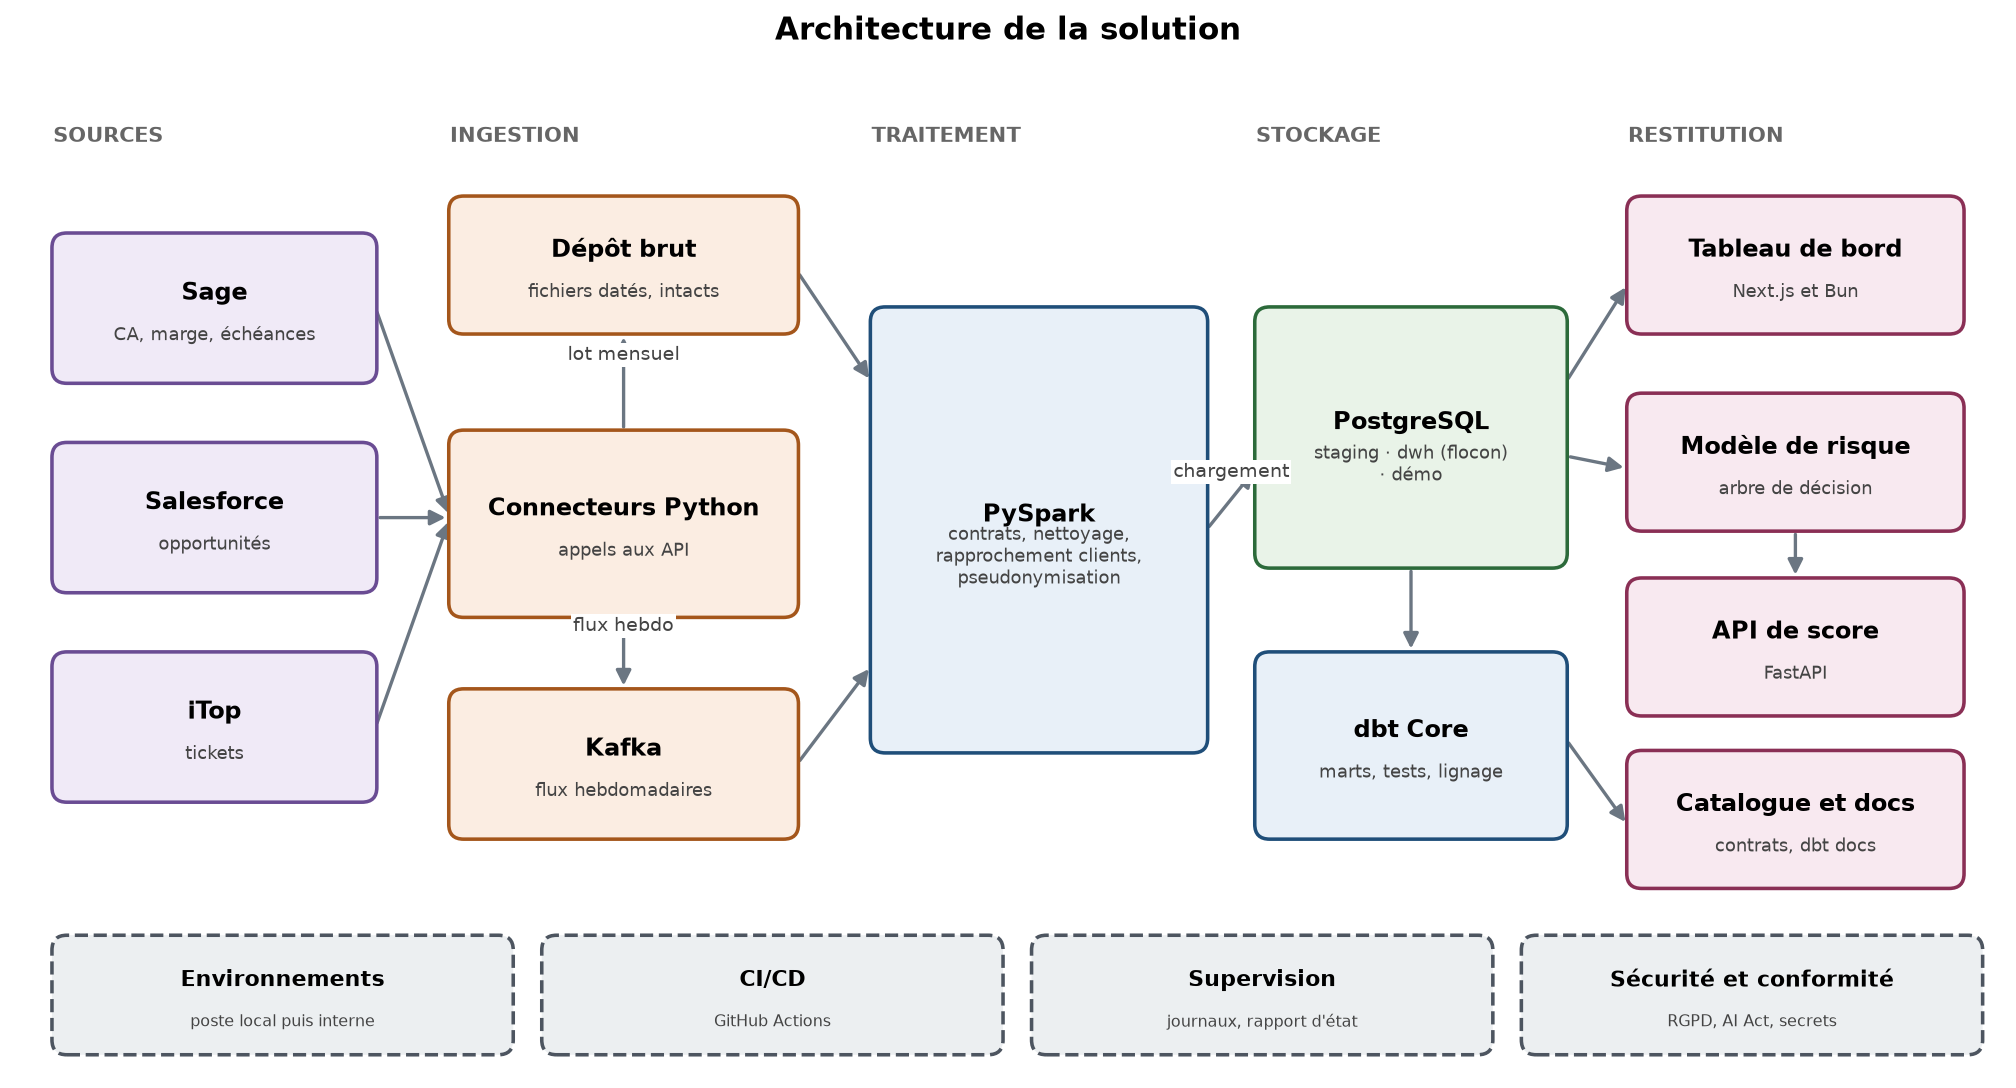 Architecture de la solution
SOURCES
INGESTION
TRAITEMENT
STOCKAGE
RESTITUTION
Sage
CA, marge, échéances
Salesforce
opportunités
iTop
tickets
Dépôt brut
fichiers datés, intacts
lot mensuel
Connecteurs Python
appels aux API
flux hebdo
Kafka
flux hebdomadaires
PySpark
contrats, nettoyage,
rapprochement clients,
pseudonymisation
chargement
PostgreSQL
staging · dwh (flocon)
· démo
dbt Core
marts, tests, lignage
Tableau de bord
Next.js et Bun
Modèle de risque
arbre de décision
API de score
FastAPI
Catalogue et docs
contrats, dbt docs
Environnements
poste local puis interne
CI/CD
GitHub Actions
Supervision
journaux, rapport d'état
Sécurité et conformité
RGPD, AI Act, secrets